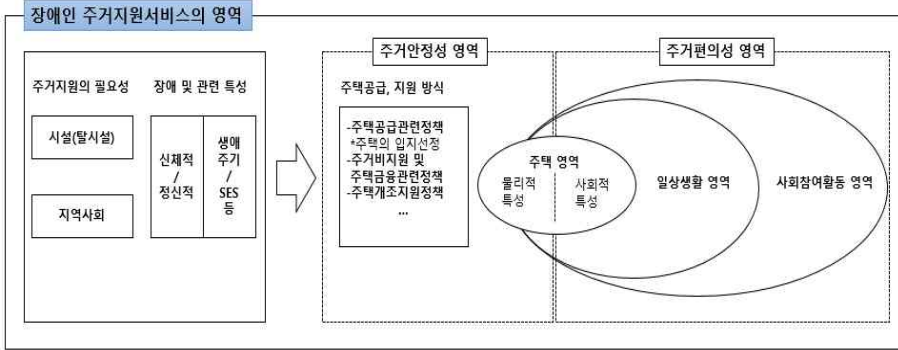 장애인 주거지원서비스의 영역
주거지원의 필요성
장애 및 관련 특성
시설(탈시설)
지역사회
신체적
/
정신적
생애
주기
/
SES
등
주거안정성 영역
주택공급, 지원 방식
-주택공급관련정책
*주택의 입지선정
-주거비지원 및
주택금융관련정책
-주택개조지원정책
...
주거편의성 영역
주택 영역
물리적
특성
사회적
특성
일상생활 영역
사회참여활동 영역